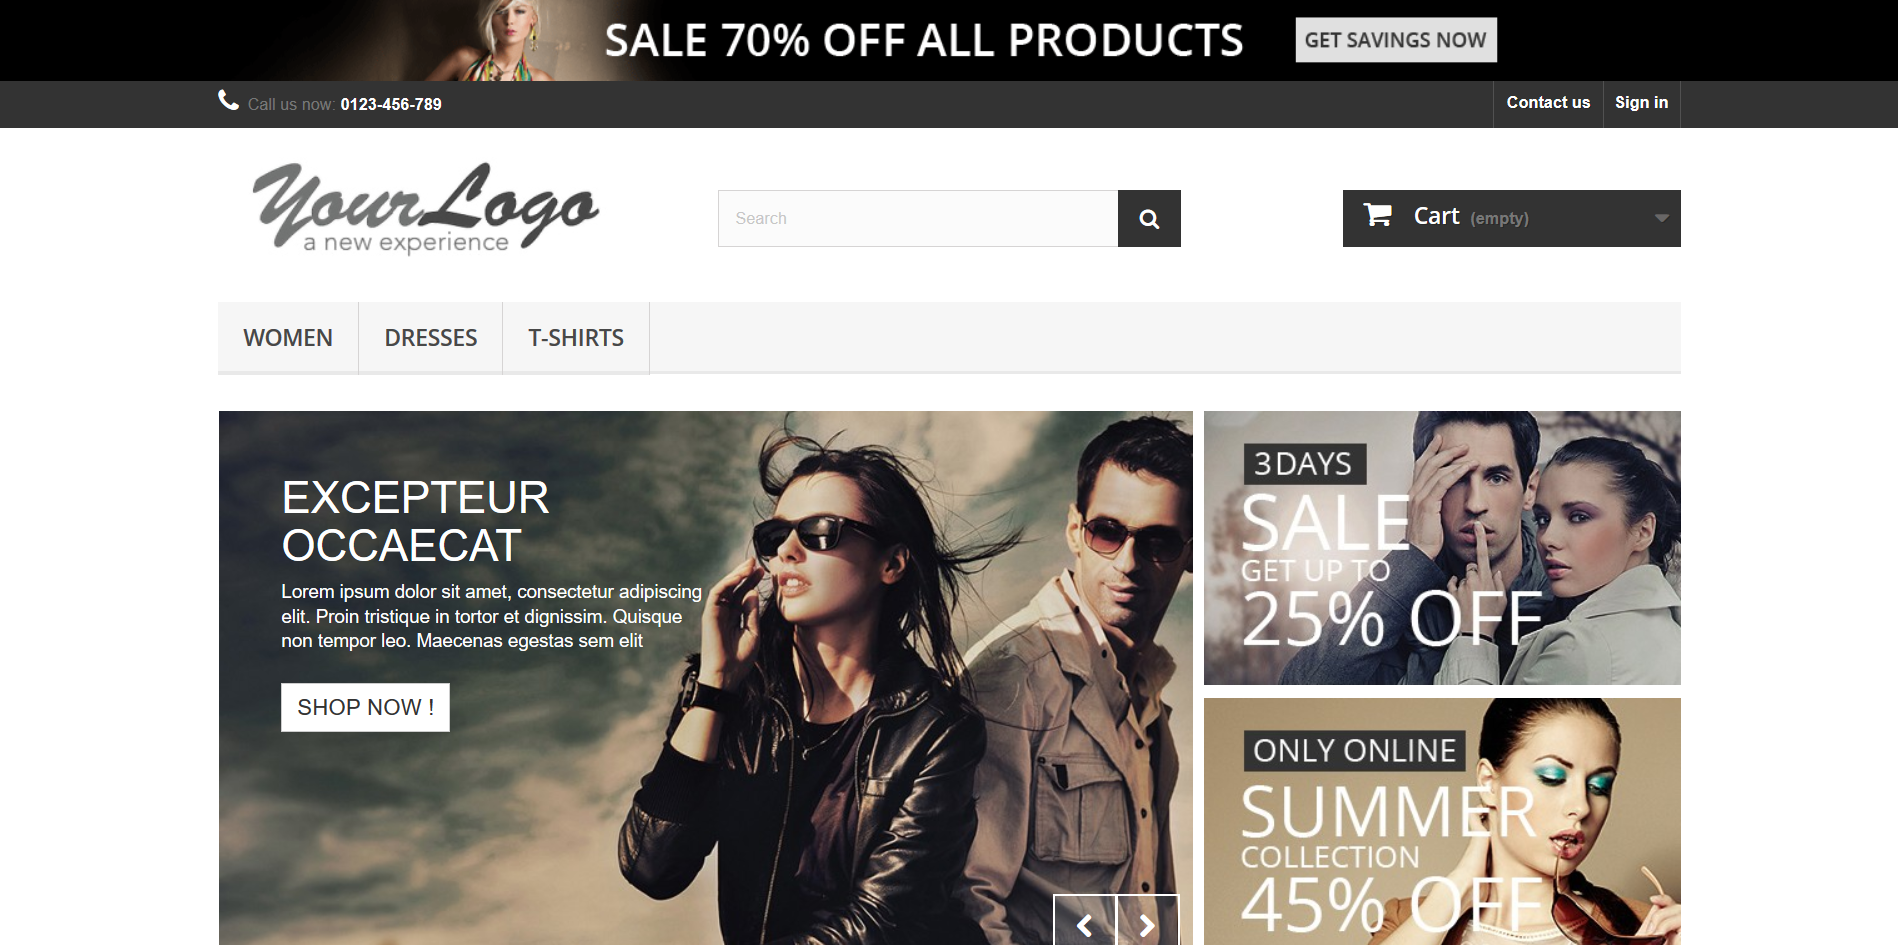 SALE 70% OFF ALL PRODUCTS
GET SAVINGS NOW
Call us now: 0123-456-789
Contact us
Sign in
YourLogo
a new experience
Search
Cart (empty)
WOMEN
DRESSES
T-SHIRTS
EXCEPTEUR
OCCAECAT
Lorem ipsum dolor sit amet, consectetur adipiscing
elit. Proin tristique in tortor et dignissim. Quisque
non tempor leo. Maecenas egestas sem elit
SHOP NOW !
3 DAYS
SALE
GET UP TO
25% OFF
ONLY ONLINE
SUMMER
COLLECTION
45% OFF